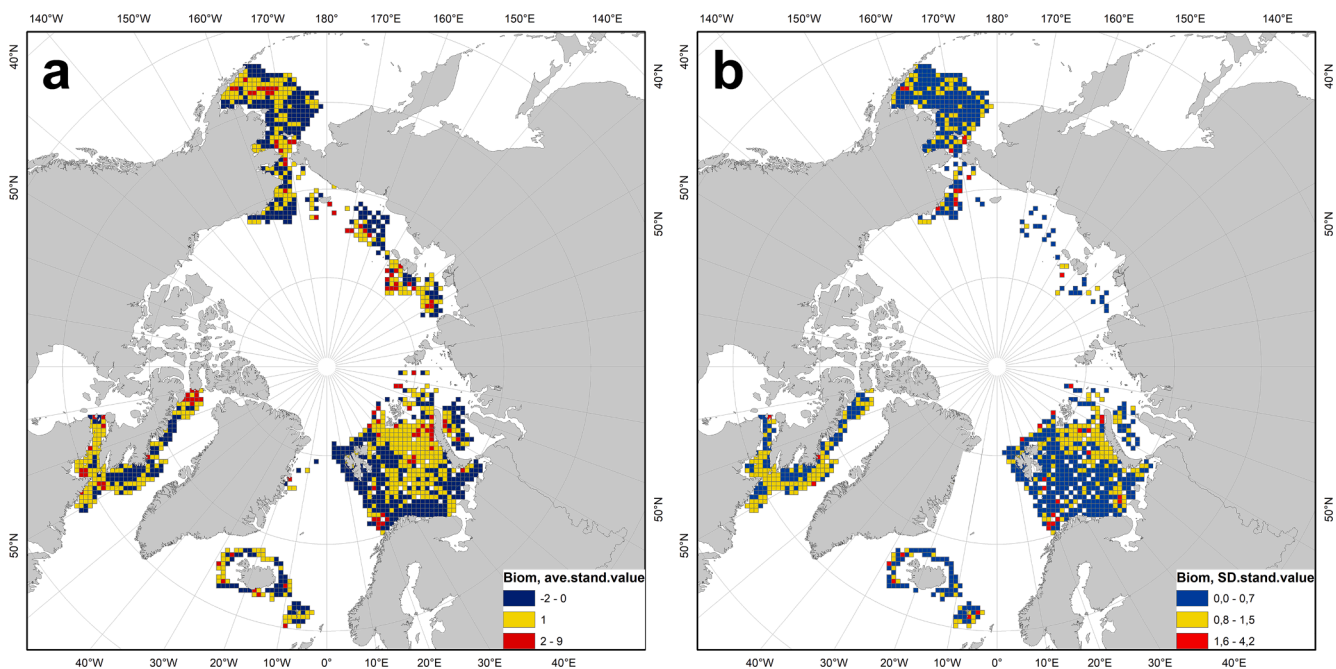 140°W 150°W 160°W 170°W 180° 170°E 160°E 150°E 140°E
a
40°N 40°N
50°N 50°N
50°N 50°N
Biom, ave.stand.value
-2 - 0
1
2 - 9
40°W 30°W 20°W 10°W 0° 10°E 20°E 30°E 40°E
140°W 150°W 160°W 170°W 180° 170°E 160°E 150°E 140°E
b
40°N 40°N
50°N 50°N
50°N 50°N
Biom, SD.stand.value
0,0 - 0,7
0,8 - 1,5
1,6 - 4,2
40°W 30°W 20°W 10°W 0° 10°E 20°E 30°E 40°E